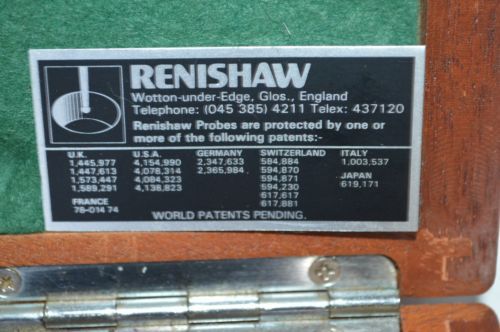 RENISHAW
Wotton-under-Edge, Glos., England
Telephone: (045 385) 4211 Telex: 437120
Renishaw Probes are protected by one or
more of the following patents:-
U.K. U.S.A. GERMANY SWITZERLAND ITALY
1,445,977 4,154,990 2,347,633 584,884 1,003,537
1,447,613 4,078,314 2,365,984 594,870 JAPAN
1,573,447 4,084,323 594,871 619,171
1,589,291 4,138,823 594,230
FRANCE 617,617
78-014 74 617,881
WORLD PATENTS PENDING.